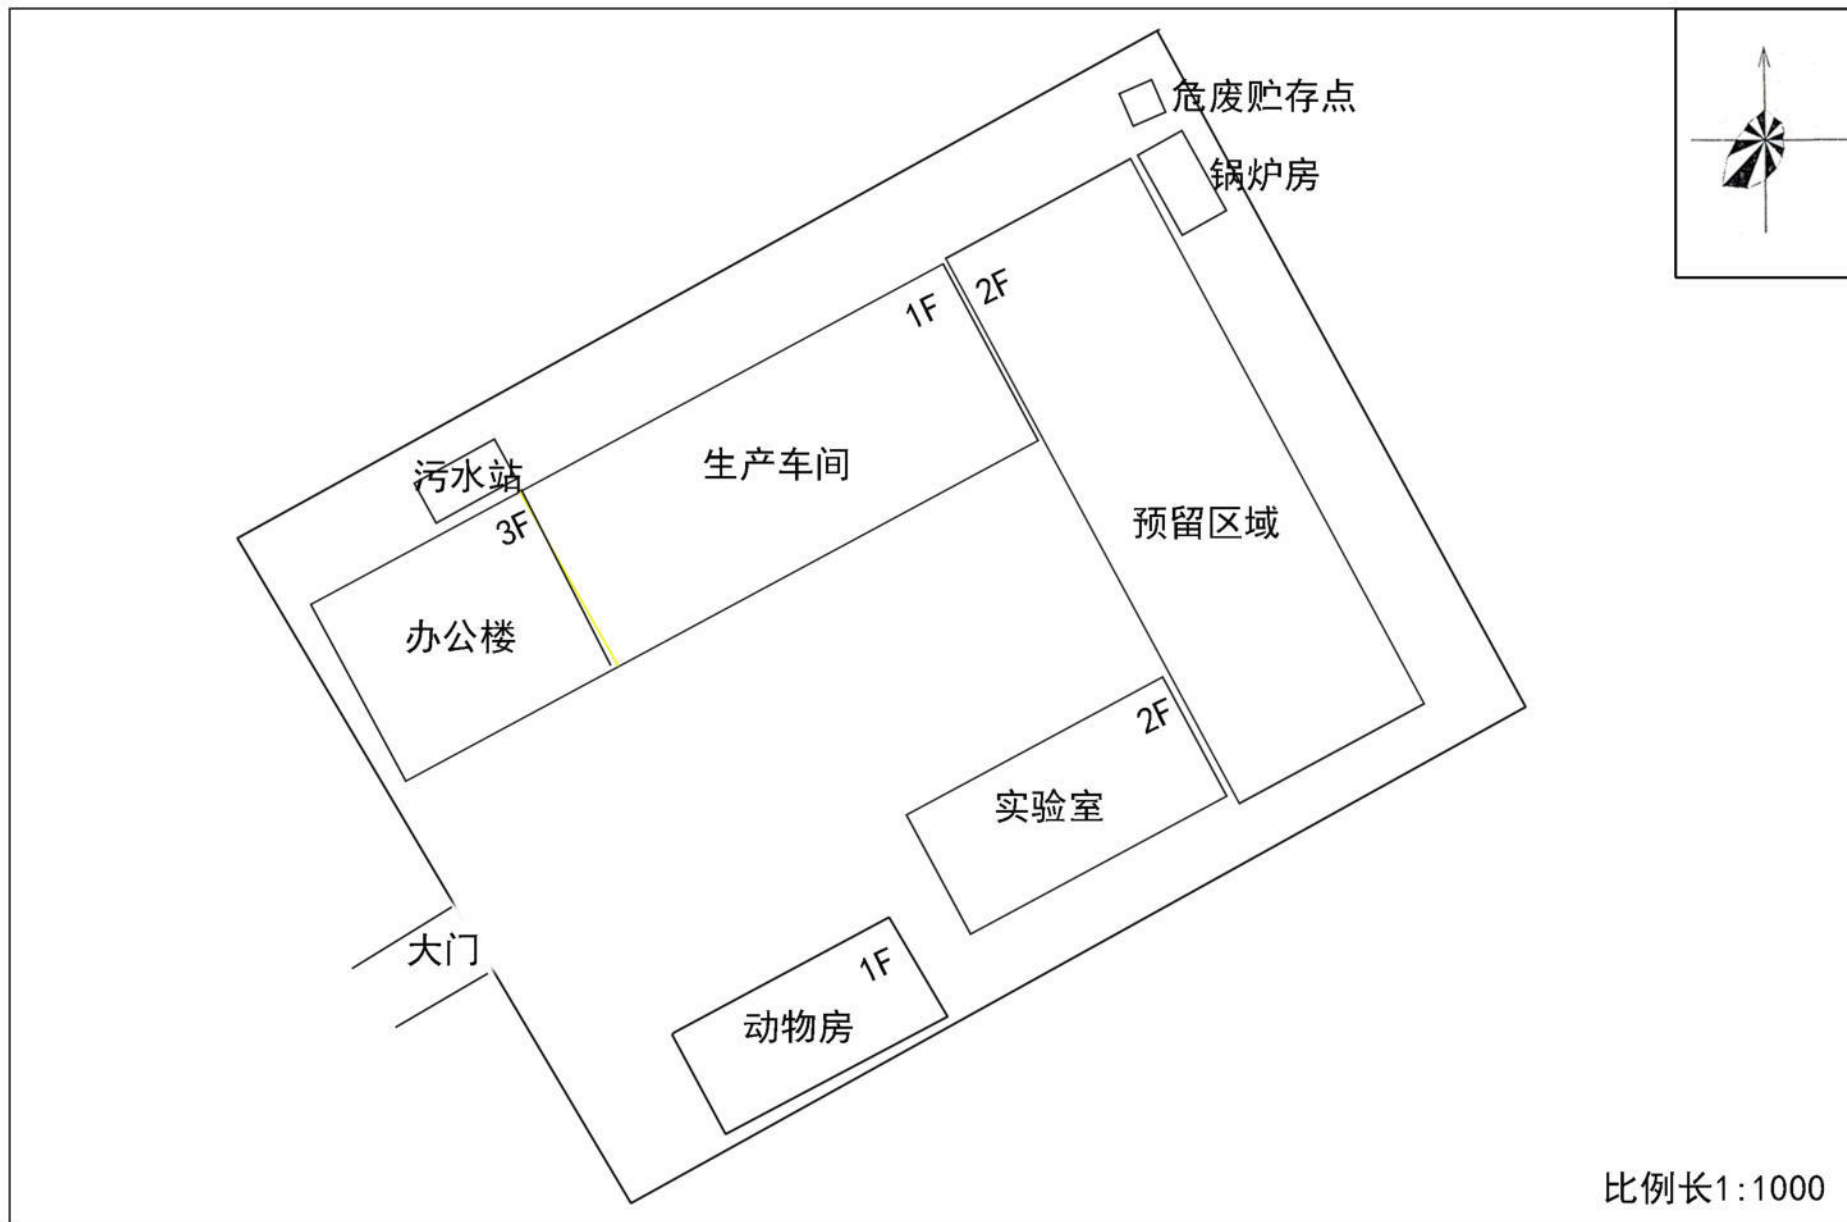 危废贮存点
锅炉房
2F
1F
生产车间
污水站
3F
预留区域
办公楼
2F
实验室
大门
1F
动物房
比例长1:1000